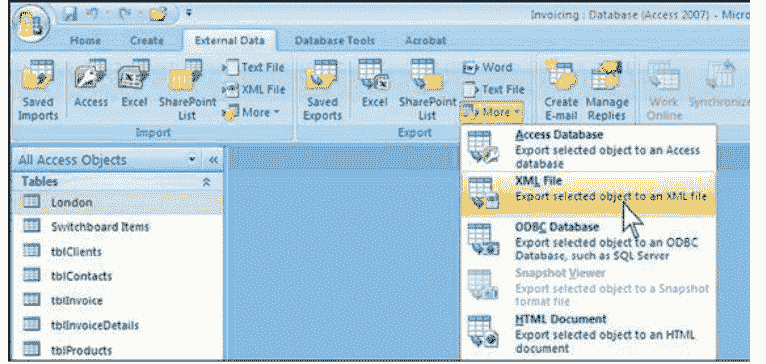 Invoicing : Database (Access 2007) - Micro
Home Create External Data Database Tools Acrobat
Saved Imports
Access
Excel
SharePoint List
Text File
XML File
More
Import
Saved Exports
Excel
SharePoint List
Word
Text File
More
Export
Create E-mail
Manage Replies
Work Online
Synchroniz
All Access Objects
Tables
London
Switchboard Items
tblClients
tblContacts
tblInvoice
tblInvoiceDetails
tblProducts
Access Database
Export selected object to an Access
database
XML File
Export selected object to an XML file
ODBC Database
Export selected object to an ODBC
Database, such as SQL Server
Snapshot Viewer
Export selected object to a Snapshot
format file
HTML Document
Export selected object to an HTML
document